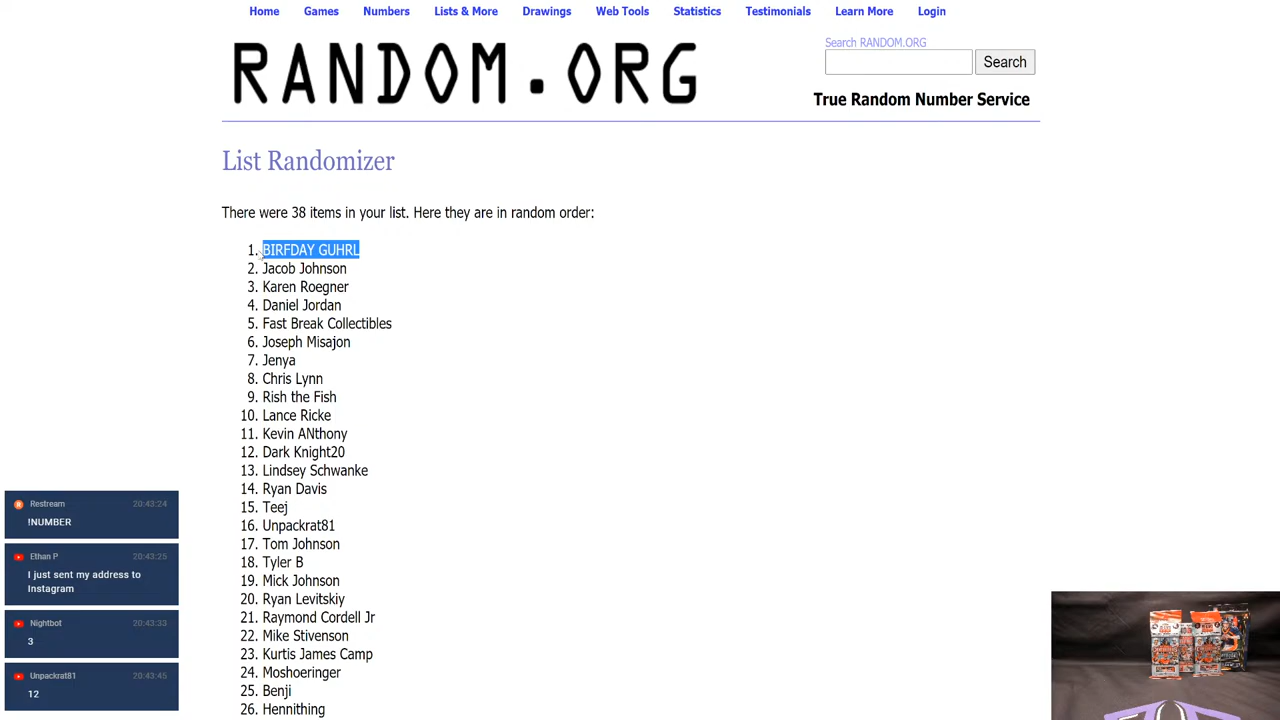 Home Games Numbers Lists & More Drawings Web Tools Statistics Testimonials Learn More Login
RANDOM.ORG
Search RANDOM.ORG
Search
True Random Number Service
List Randomizer
There were 38 items in your list. Here they are in random order:
1. BIRFDAY GUHRL
2. Jacob Johnson
3. Karen Roegner
4. Daniel Jordan
5. Fast Break Collectibles
6. Joseph Misajon
7. Jenya
8. Chris Lynn
9. Rish the Fish
10. Lance Ricke
11. Kevin ANthony
12. Dark Knight20
13. Lindsey Schwanke
14. Ryan Davis
15. Teej
16. Unpackrat81
17. Tom Johnson
18. Tyler B
19. Mick Johnson
20. Ryan Levitskiy
21. Raymond Cordell Jr
22. Mike Stivenson
23. Kurtis James Camp
24. Moshoeringer
25. Benji
26. Hennithing
Restream 20:43:24
!NUMBER
Ethan P 20:43:25
I just sent my address to
Instagram
Nightbot 20:43:33
3
Unpackrat81 20:43:45
12